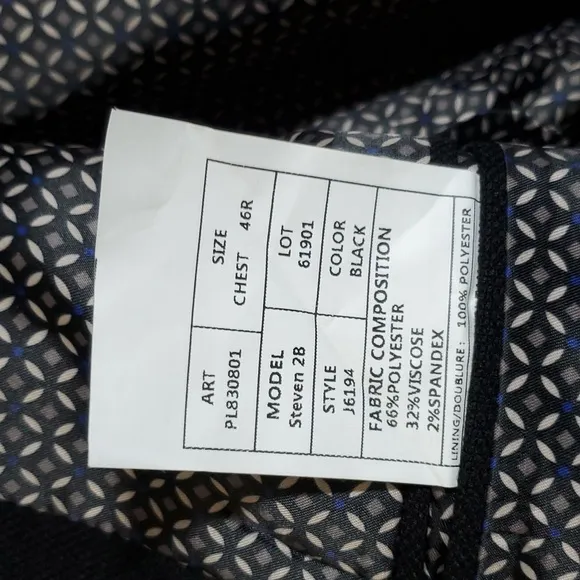 ART
PL830801
SIZE
CHEST 46R
MODEL
Steven 2B
LOT
61901
STYLE
J6194
COLOR
BLACK
FABRIC COMPOSITION
66%POLYESTER
32%VISCOSE
2%SPANDEX
LINING/DOUBLURE: 100% POLYESTER